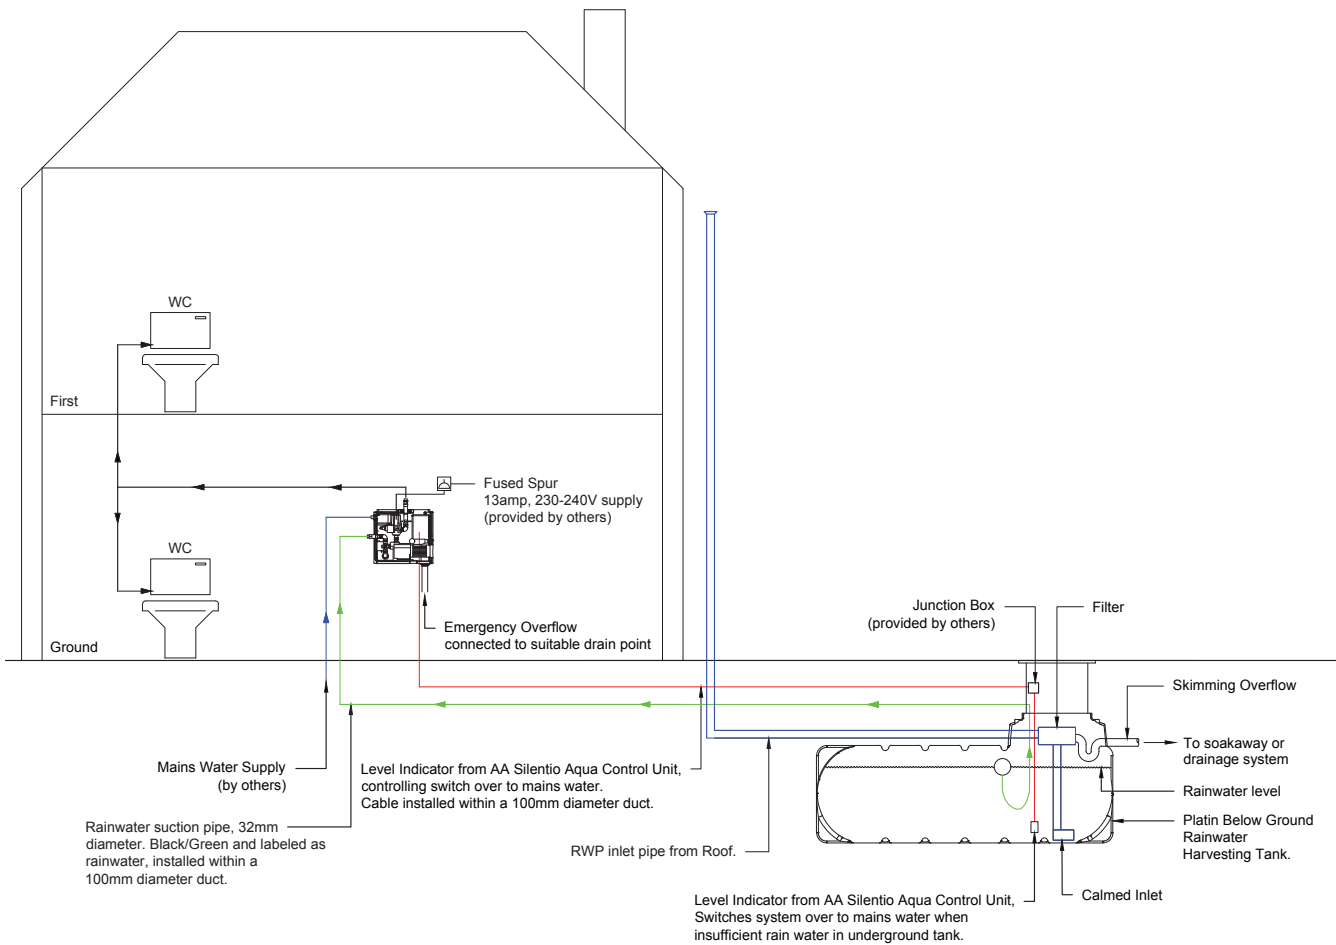 WC
First
Fused Spur
13amp, 230-240V supply
(provided by others)
WC
Ground
Emergency Overflow
connected to suitable drain point
Junction Box
(provided by others)
Filter
Skimming Overflow
To soakaway or
drainage system
Rainwater level
Platin Below Ground
Rainwater
Harvesting Tank.
Calmed Inlet
Mains Water Supply
(by others)
Level Indicator from AA Silentio Aqua Control Unit,
controlling switch over to mains water.
Cable installed within a 100mm diameter duct.
Rainwater suction pipe, 32mm
diameter. Black/Green and labeled as
rainwater, installed within a
100mm diameter duct.
RWP inlet pipe from Roof.
Level Indicator from AA Silentio Aqua Control Unit,
Switches system over to mains water when
insufficient rain water in underground tank.